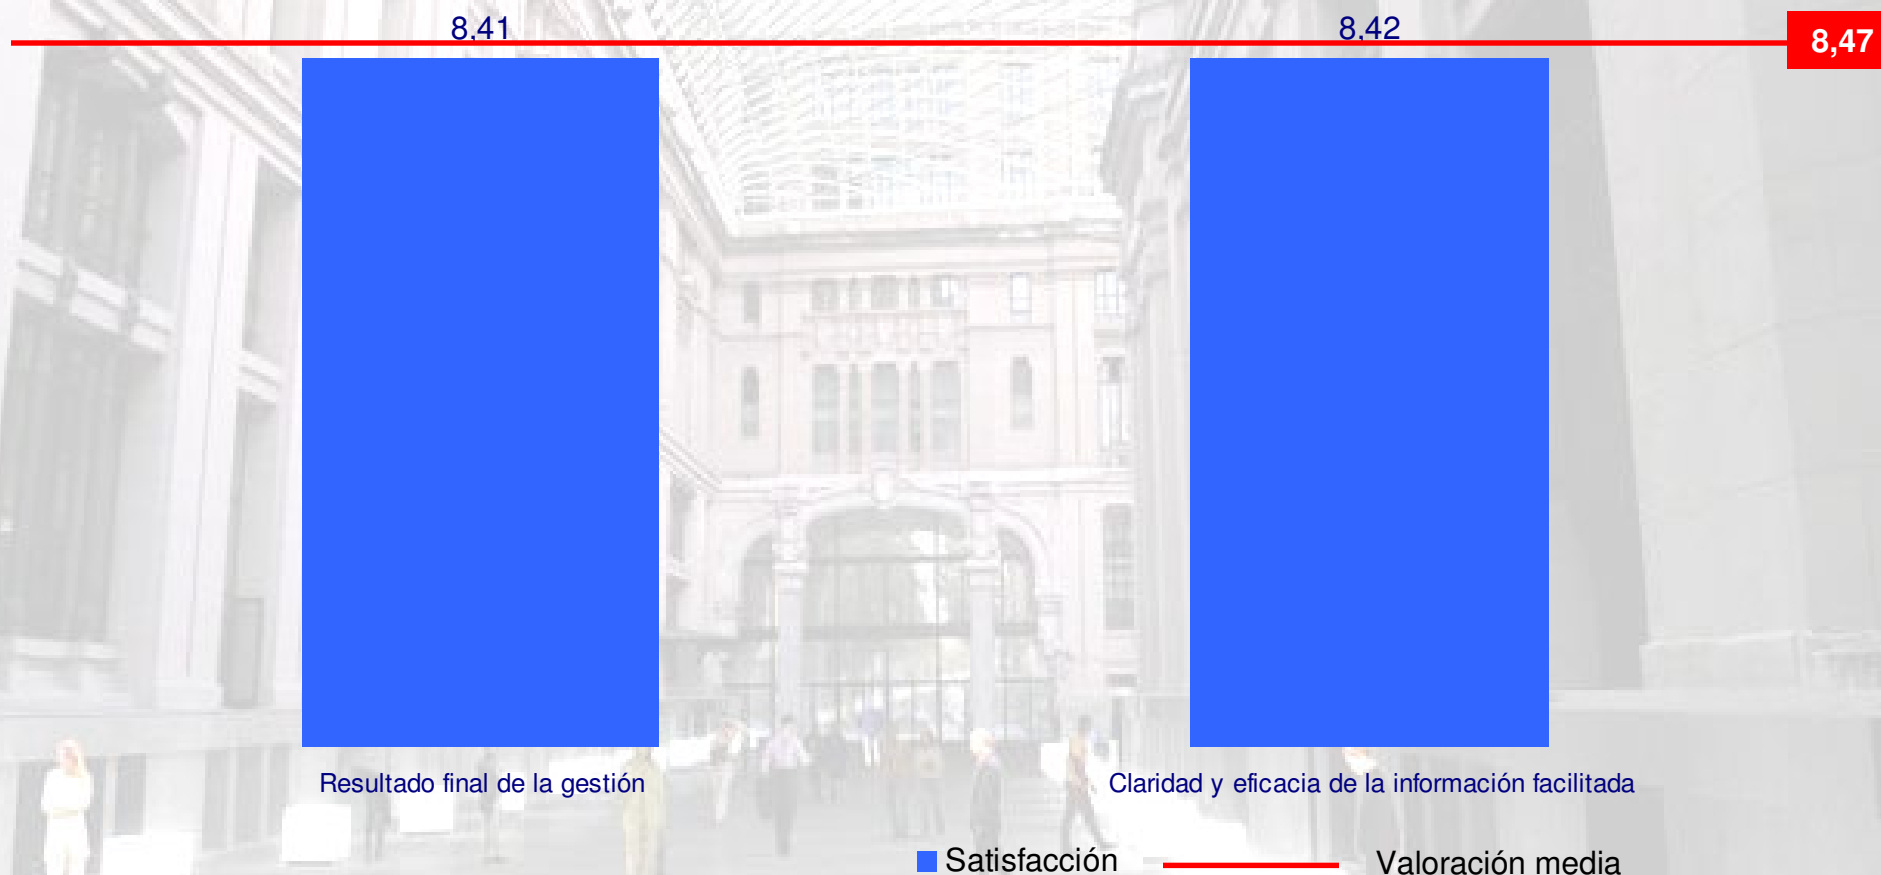 8,41
8,42
8,47
Resultado final de la gestión
Claridad y eficacia de la información facilitada
Satisfacción
Valoración media